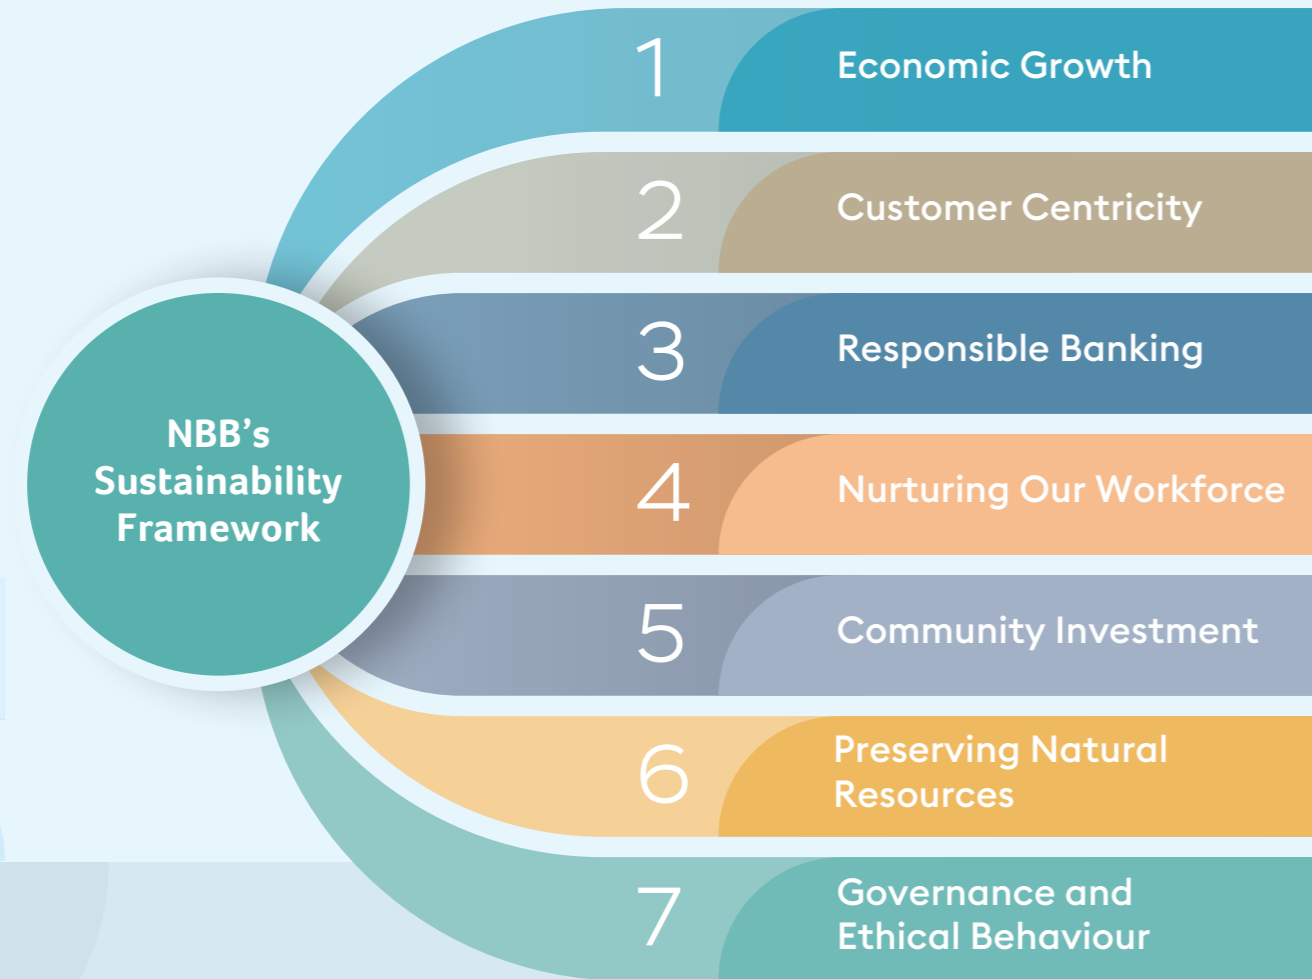 NBB’s
Sustainability
Framework
1
Economic Growth
2
Customer Centricity
3
Responsible Banking
4
Nurturing Our Workforce
5
Community Investment
6
Preserving Natural
Resources
7
Governance and
Ethical Behaviour